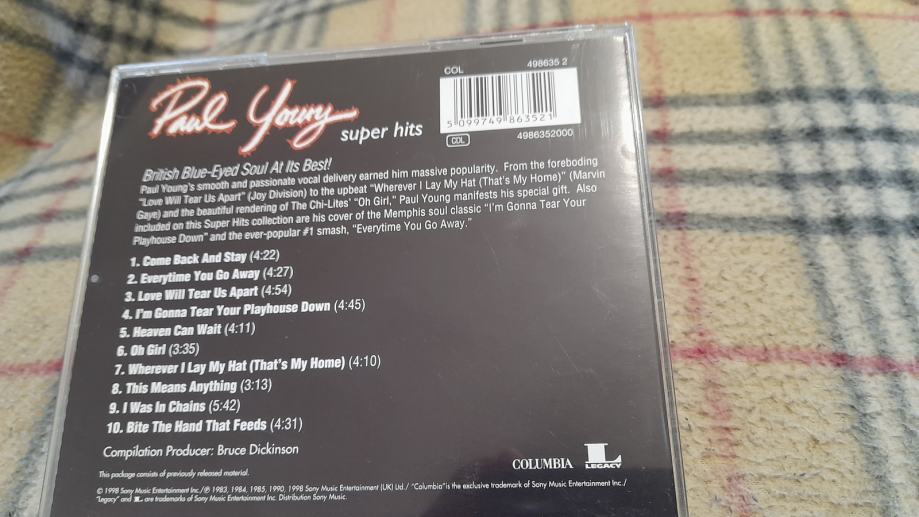 COL 498635 2
5 099749 863521
COL 4986352000
Paul Young super hits
British Blue-Eyed Soul At Its Best!
Paul Young's smooth and passionate vocal delivery earned him massive popularity. From the foreboding
"Love Will Tear Us Apart" (Joy Division) to the upbeat "Wherever I Lay My Hat (That's My Home)" (Marvin
Gaye) and the beautiful rendering of The Chi-Lites' "Oh Girl," Paul Young manifests his special gift. Also
included on this Super Hits collection are his cover of the Memphis soul classic "I'm Gonna Tear Your
Playhouse Down" and the ever-popular #1 smash, "Everytime You Go Away."
1. Come Back And Stay (4:22)
2. Everytime You Go Away (4:27)
3. Love Will Tear Us Apart (4:54)
4. I'm Gonna Tear Your Playhouse Down (4:45)
5. Heaven Can Wait (4:11)
6. Oh Girl (3:35)
7. Wherever I Lay My Hat (That's My Home) (4:10)
8. This Means Anything (3:13)
9. I Was In Chains (5:42)
10. Bite The Hand That Feeds (4:31)
Compilation Producer: Bruce Dickinson
COLUMBIA L LEGACY
This package consists of previously released material.
© 1998 Sony Music Entertainment Inc./℗ 1983, 1984, 1985, 1990, 1998 Sony Music Entertainment (UK) Ltd./ "Columbia" is the exclusive trademark of Sony Music Entertainment Inc./
"Legacy" and L are trademarks of Sony Music Entertainment Inc. Distribution Sony Music.